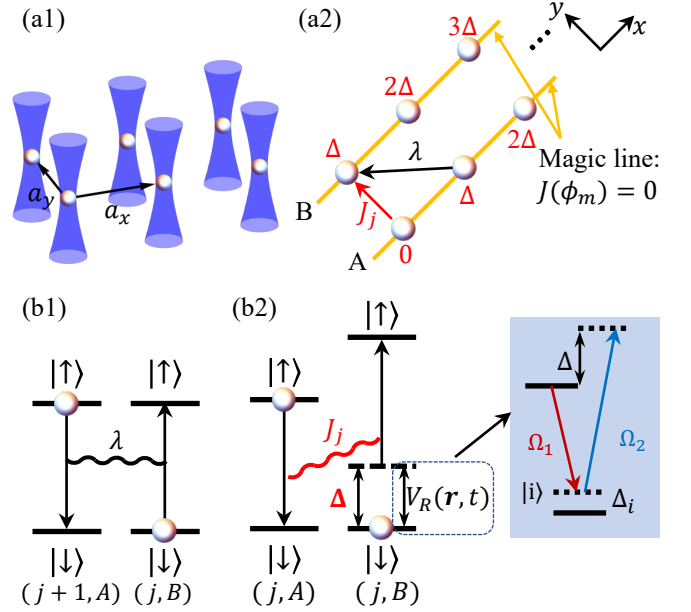 (a1)
(a2)
y
x
3Δ
2Δ
2Δ
Δ
λ
Δ
Magic line:
J(ϕ_m) = 0
a_y
a_x
B
J_j
A
0
(b1)
(b2)
|↑⟩
|↑⟩
|↑⟩
|↑⟩
λ
J_j
Δ
V_R(r, t)
|↓⟩
|↓⟩
|↓⟩
|↓⟩
(j + 1, A)
(j, B)
(j, A)
(j, B)
Δ
Ω_1
Ω_2
|i⟩
Δ_i